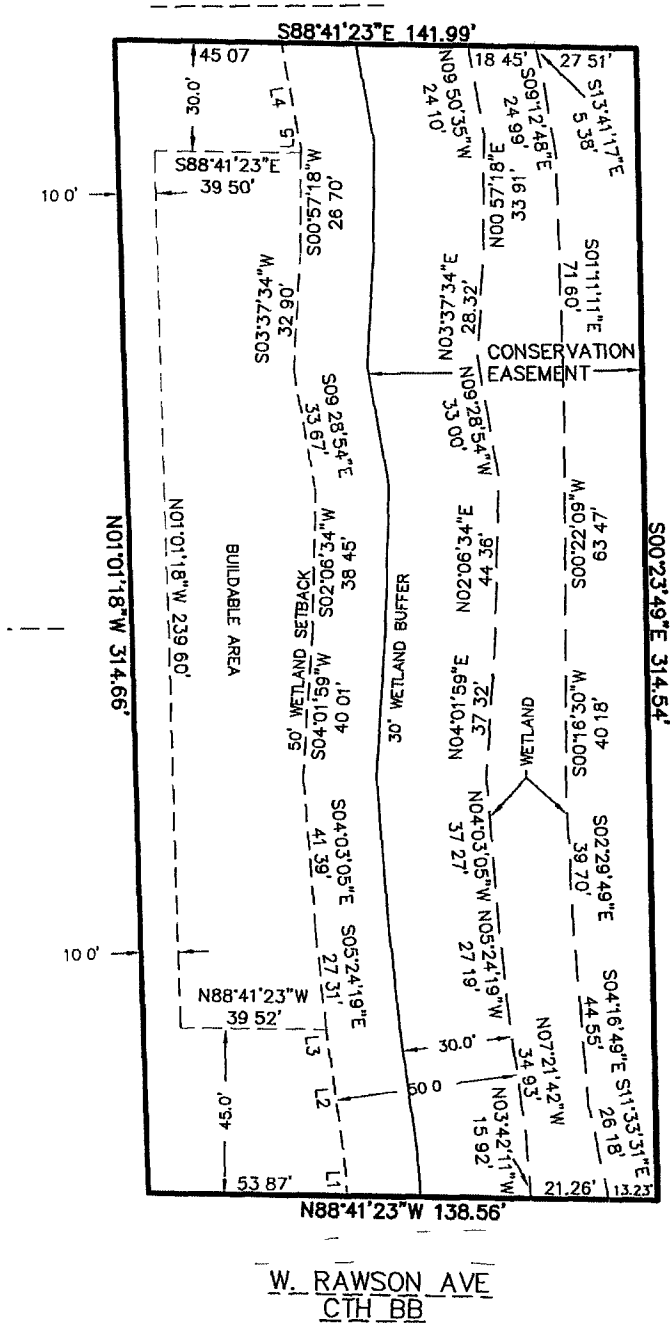 S88°41'23"E 141.99'
45 07
18 45'
27 51'
30.0'
L4
L5
N09 50'35"W
24 10'
S09°12'48"E
24 99'
S13°41'17"E
5 38'
S88°41'23"E
39 50'
10 0'
S00°57'18"W
26 70'
N00 57'18"E
33 91'
S03°37'34"W
32 90'
N03°37'34"E
28.32'
S01°11'11"E
71 60'
CONSERVATION
EASEMENT
S09 28'54"E
33 67'
N09°28'54"W
33 00'
N01°01'18"W 314.66'
N01°01'18"W 239 60'
BUILDABLE AREA
50' WETLAND SETBACK
S02°06'34"W
38 45'
30' WETLAND BUFFER
N02°06'34"E
44 36'
S00°22'09"W
63 47'
S00°23'49"E 314.54'
S04°01'59"W
40 01'
N04°01'59"E
37 32'
WETLAND
S00°16'30"W
40 18'
S04°03'05"E
41 39'
N04°03'05"W
37 27'
S02°29'49"E
39 70'
10 0'
S05°24'19"E
27 31'
N05°24'19"W
27 19'
N88°41'23"W
39 52'
S04°16'49"E
44 55'
L3
30.0'
N07°21'42"W
34 93'
45.0'
L2
50 0
N03°42'11"W
15 92'
S11°33'31"E
26 18'
53 87'
L1
21.26'
13.23'
N88°41'23"W 138.56'
W. RAWSON AVE
CTH BB